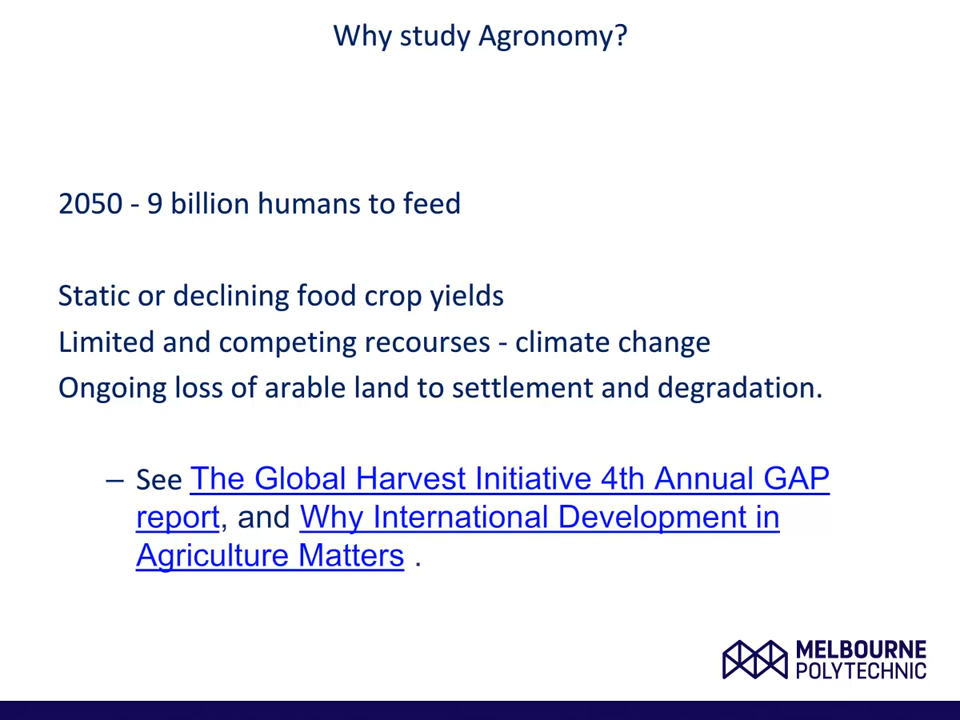 Why study Agronomy?
2050 - 9 billion humans to feed
Static or declining food crop yields
Limited and competing recourses - climate change
Ongoing loss of arable land to settlement and degradation.
– See The Global Harvest Initiative 4th Annual GAP
report, and Why International Development in
Agriculture Matters .
MELBOURNE
POLYTECHNIC